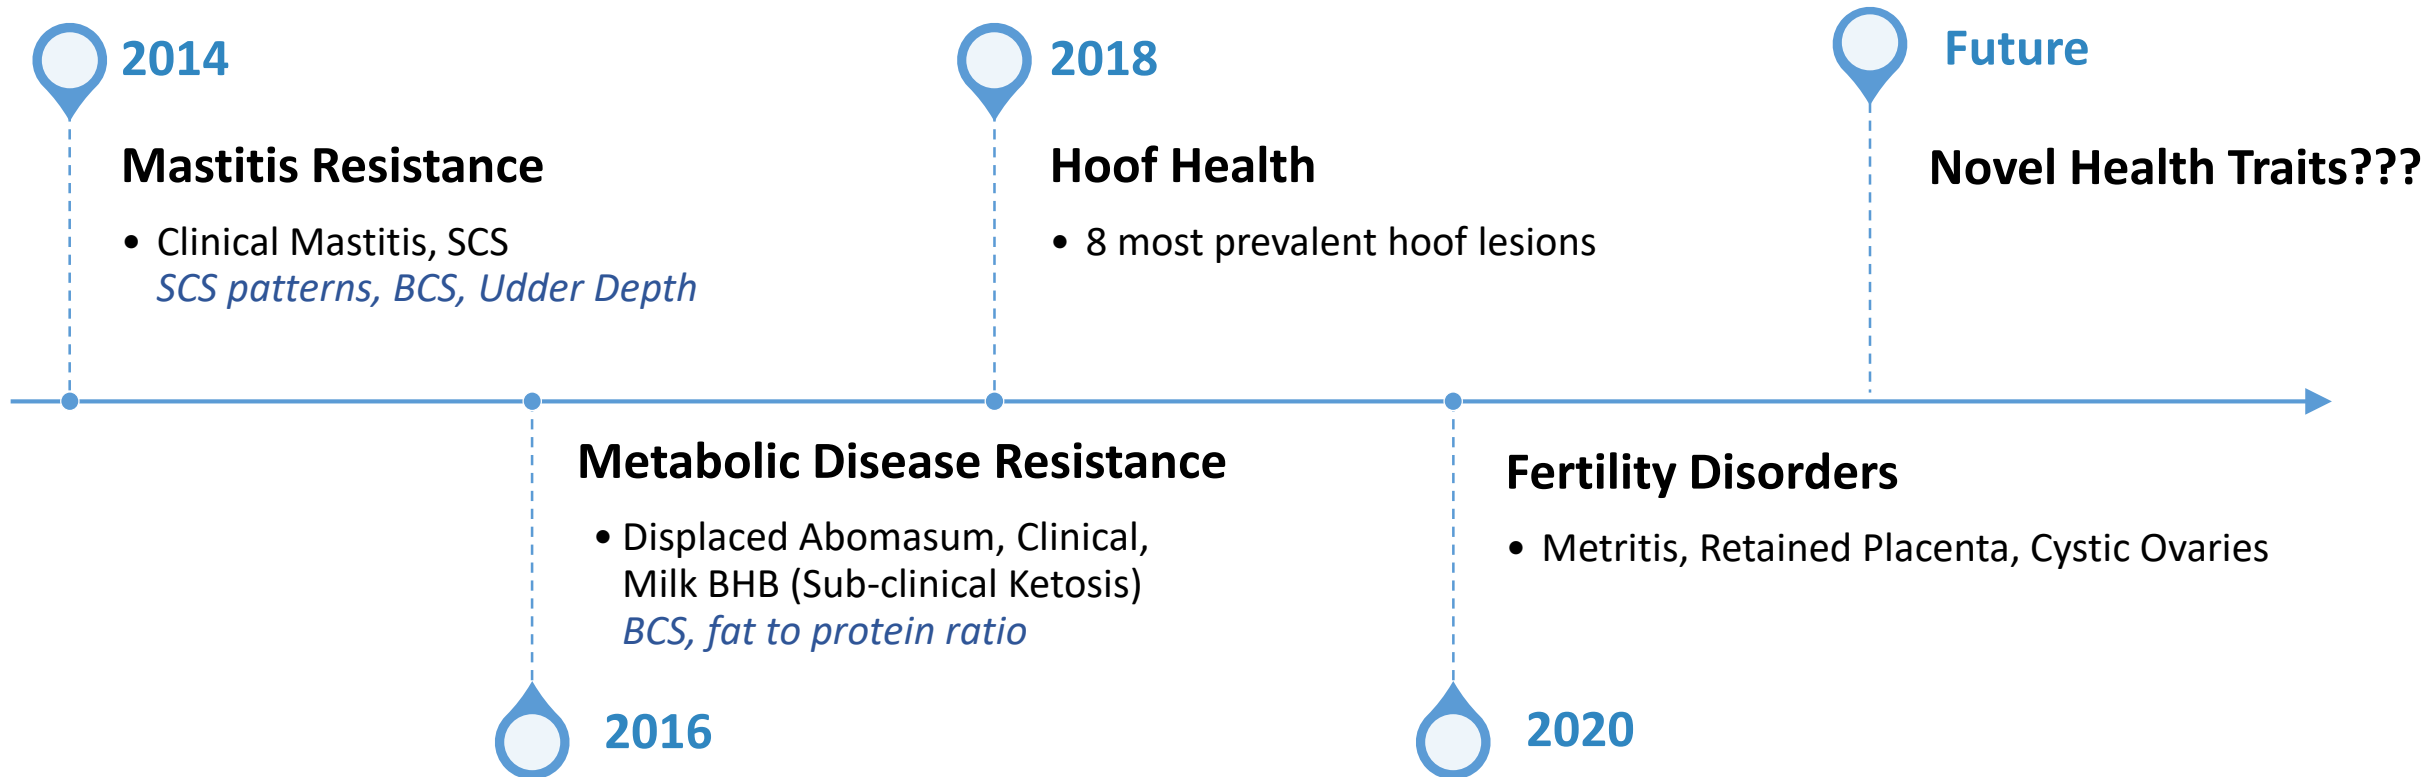 2014
Mastitis Resistance
• Clinical Mastitis, SCS
SCS patterns, BCS, Udder Depth
2016
Metabolic Disease Resistance
• Displaced Abomasum, Clinical,
Milk BHB (Sub-clinical Ketosis)
BCS, fat to protein ratio
2018
Hoof Health
• 8 most prevalent hoof lesions
2020
Fertility Disorders
• Metritis, Retained Placenta, Cystic Ovaries
Future
Novel Health Traits???